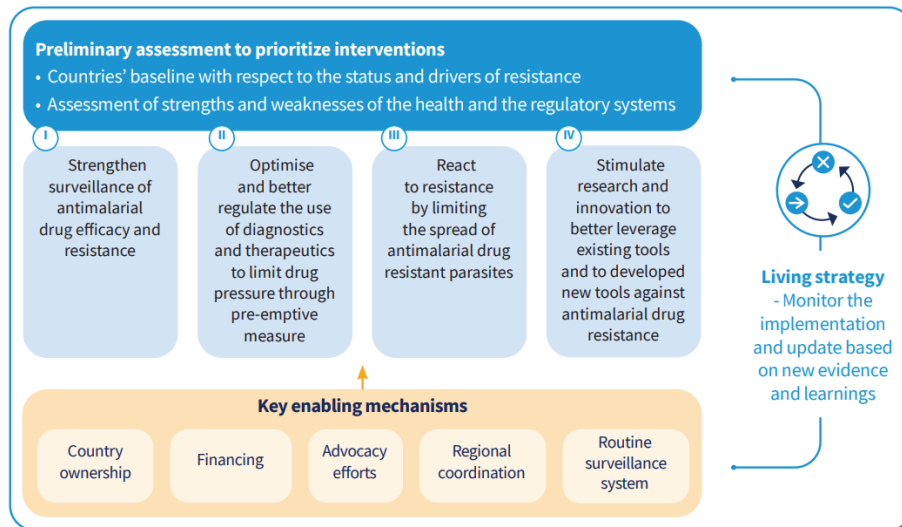 Preliminary assessment to prioritize interventions
• Countries' baseline with respect to the status and drivers of resistance
• Assessment of strengths and weaknesses of the health and the regulatory systems
I
Strengthen
surveillance of
antimalarial
drug efficacy and
resistance
II
Optimise
and better
regulate the use
of diagnostics
and therapeutics
to limit drug
pressure through
pre-emptive
measure
III
React
to resistance
by limiting
the spread of
antimalarial drug
resistant parasites
IV
Stimulate
research and
innovation to
better leverage
existing tools
and to developed
new tools against
antimalarial drug
resistance
Key enabling mechanisms
Country
ownership
Financing
Advocacy
efforts
Regional
coordination
Routine
surveillance
system
Living strategy
- Monitor the
implementation
and update based
on new evidence
and learnings